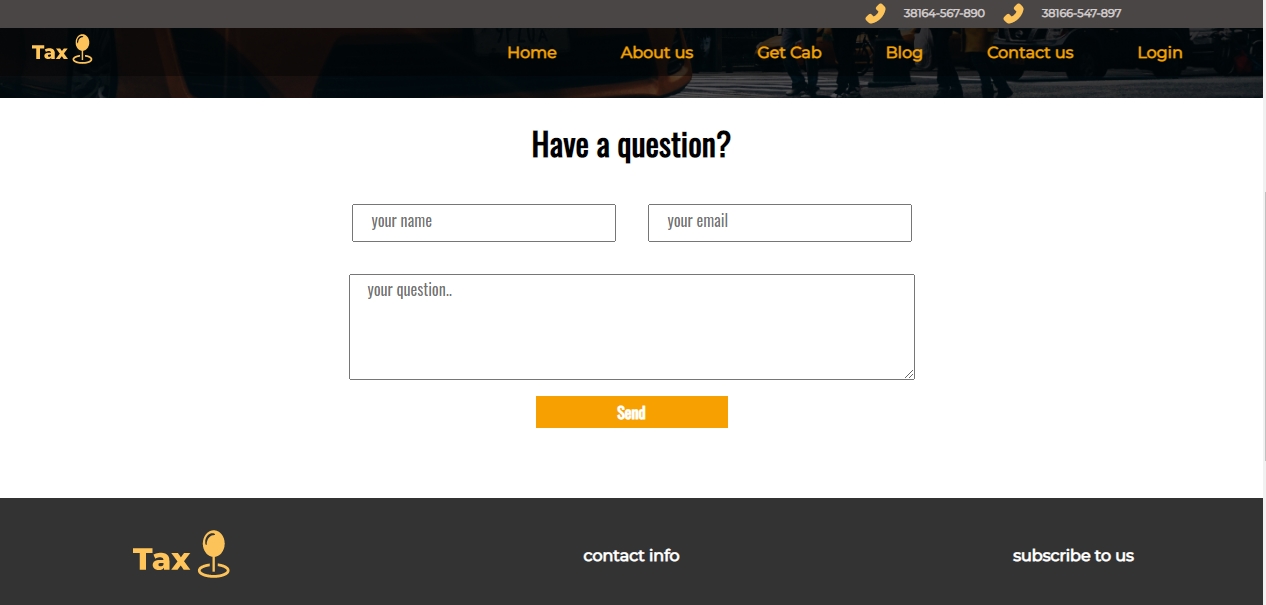 38164-567-890 38166-547-897
Tax Home About us Get Cab Blog Contact us Login
Have a question?
your name your email
your question..
Send
Tax contact info subscribe to us